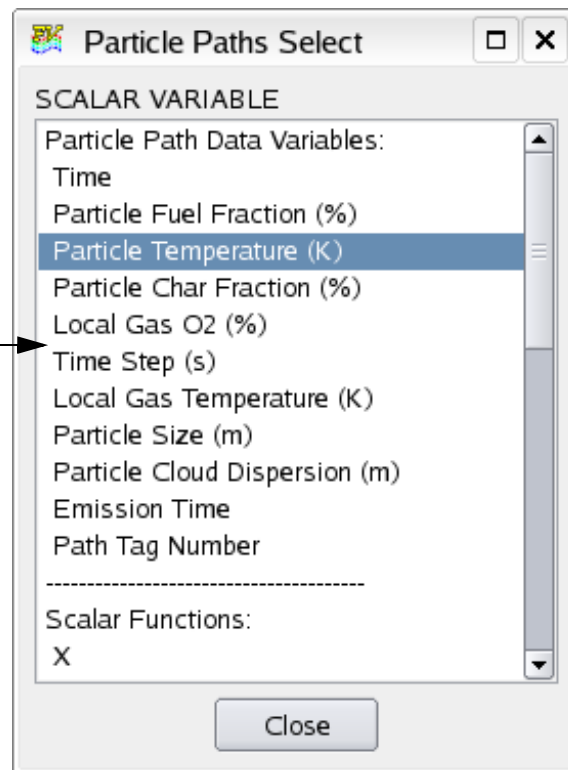 Particle Paths Select
SCALAR VARIABLE
Particle Path Data Variables:
Time
Particle Fuel Fraction (%)
Particle Temperature (K)
Particle Char Fraction (%)
Local Gas O2 (%)
Time Step (s)
Local Gas Temperature (K)
Particle Size (m)
Particle Cloud Dispersion (m)
Emission Time
Path Tag Number
---------------------------------------
Scalar Functions:
X
Close